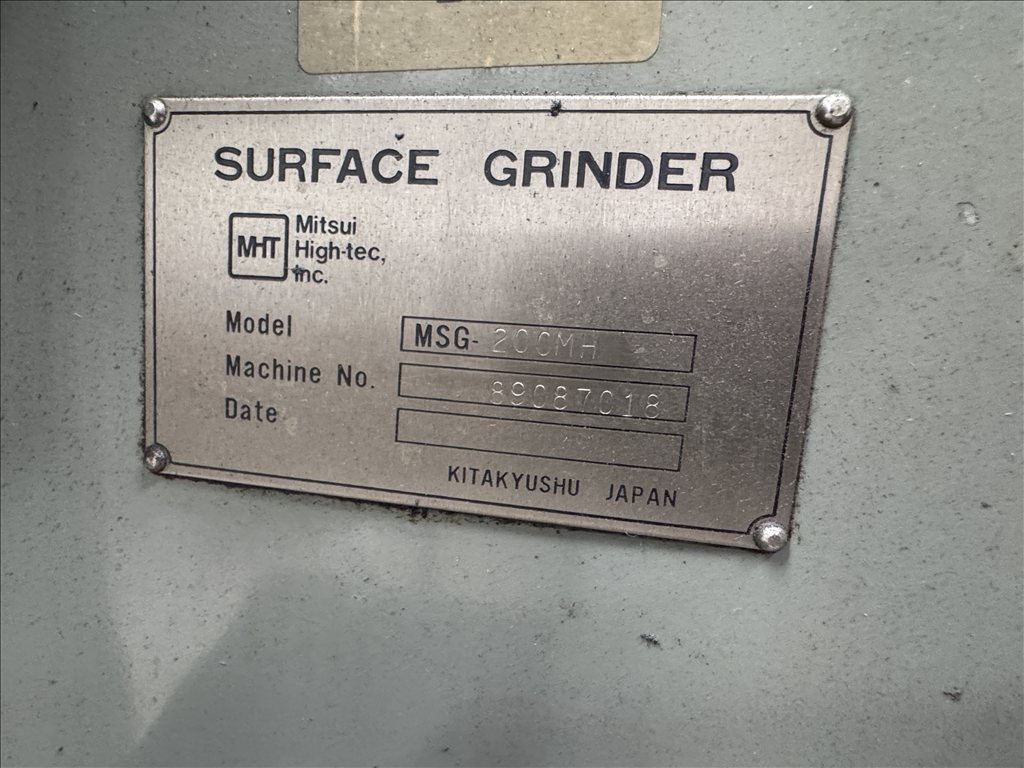 SURFACE GRINDER
MHT
Mitsui
High-tec,
Inc.
Model MSG-200MH
Machine No. 89087018
Date
KITAKYUSHU JAPAN